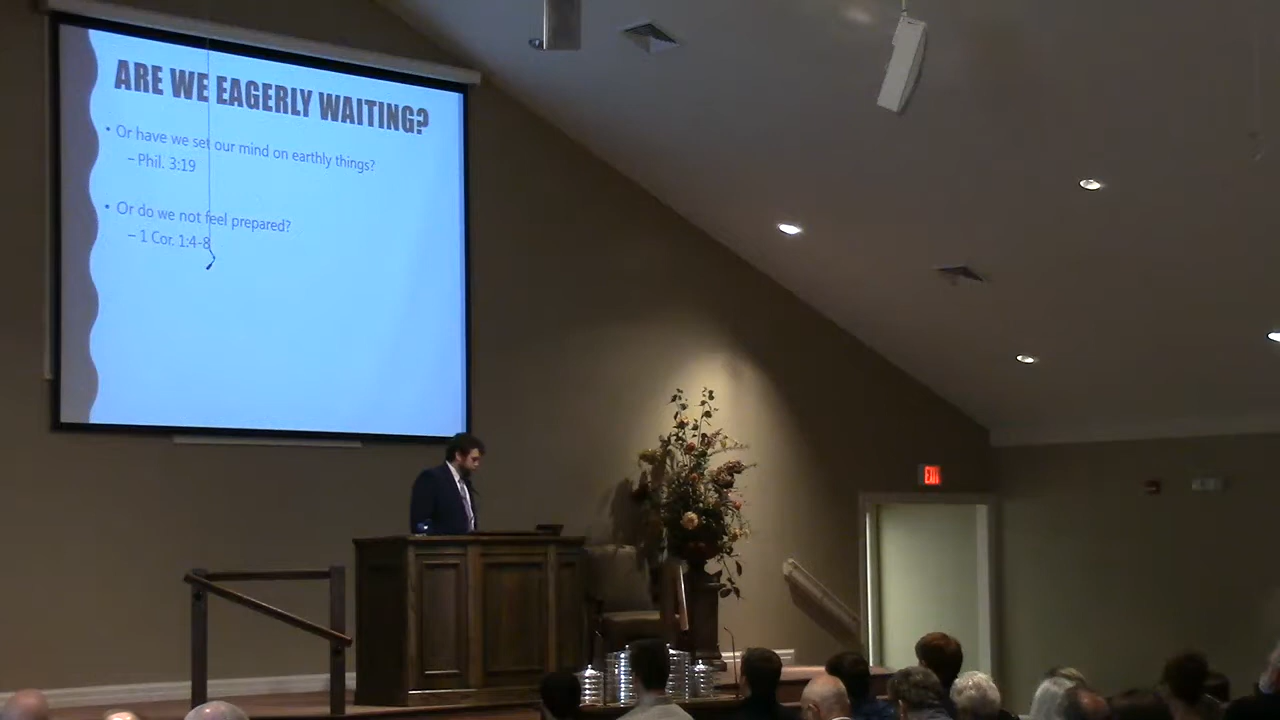 ARE WE EAGERLY WAITING?
• Or have we set our mind on earthly things?
– Phil. 3:19
• Or do we not feel prepared?
– 1 Cor. 1:4-8
EXIT